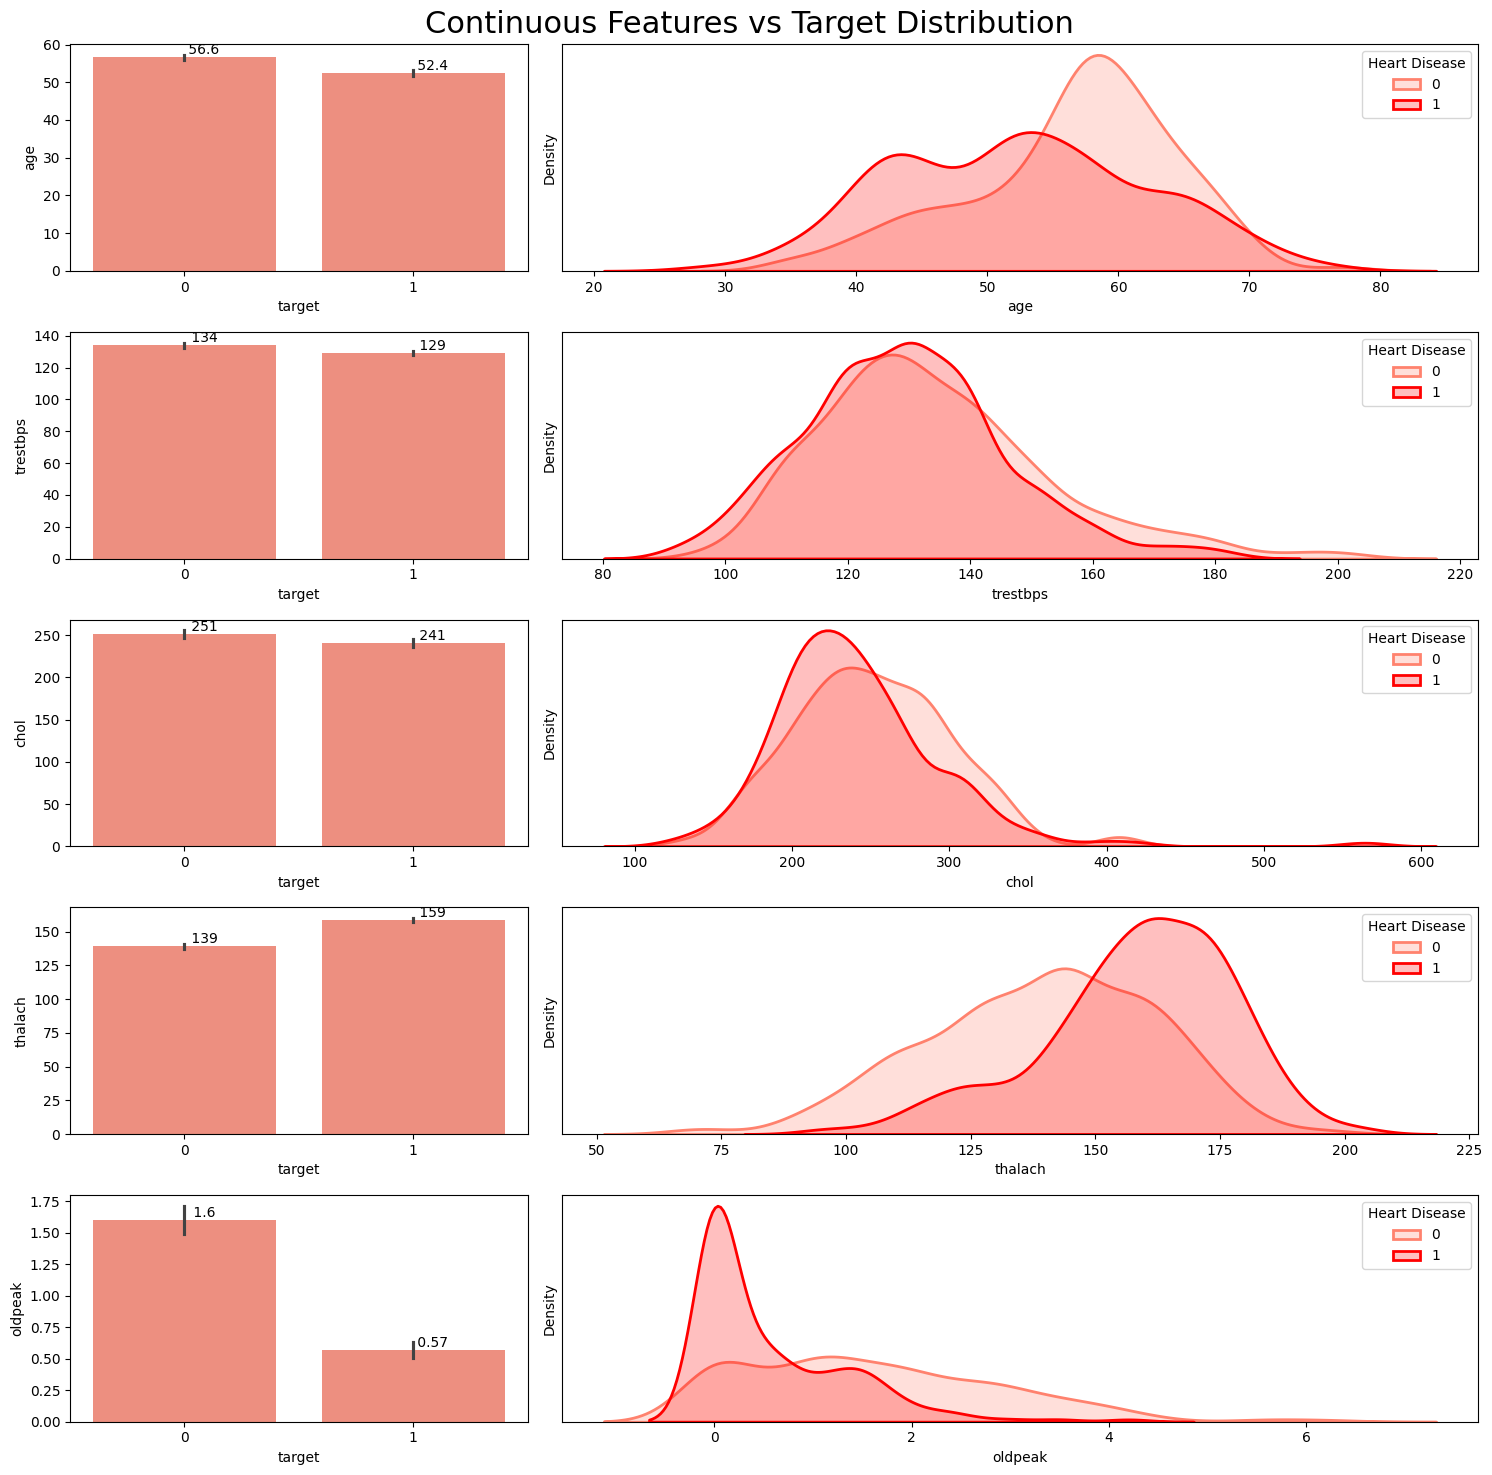 Continuous Features vs Target Distribution
60
50
40
30
20
10
0
age
56.6
52.4
0 1
target
Density
Heart Disease
0
1
20 30 40 50 60 70 80
age
140
120
100
80
60
40
20
0
trestbps
134
129
0 1
target
Density
Heart Disease
0
1
80 100 120 140 160 180 200 220
trestbps
250
200
150
100
50
0
chol
251
241
0 1
target
Density
Heart Disease
0
1
100 200 300 400 500 600
chol
150
125
100
75
50
25
0
thalach
139
159
0 1
target
Density
Heart Disease
0
1
50 75 100 125 150 175 200 225
thalach
1.75
1.50
1.25
1.00
0.75
0.50
0.25
0.00
oldpeak
1.6
0.57
0 1
target
Density
Heart Disease
0
1
0 2 4 6
oldpeak